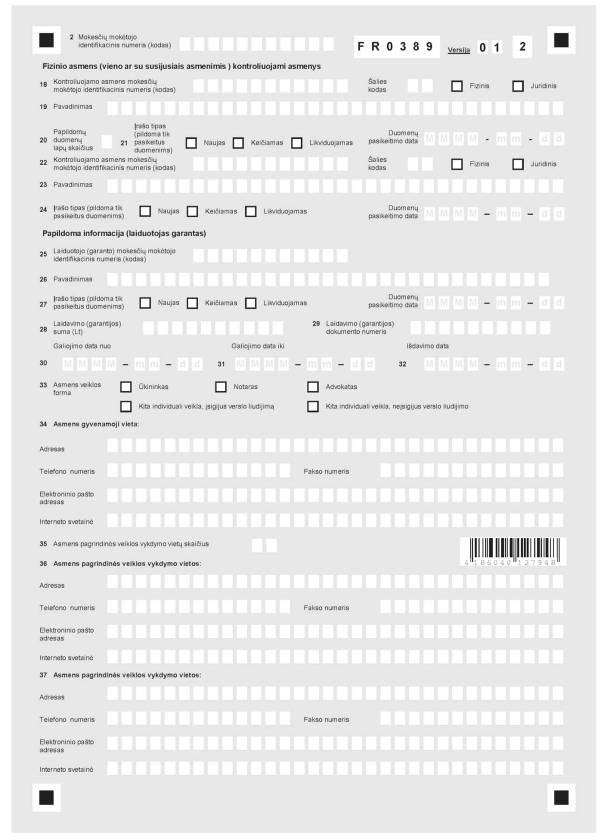 2 Mokesčių mokėtojo
identifikacinis numeris (kodas)
FR0389 Versija 01 2
Fizinio asmens (vieno ar su susijusiais asmenimis ) kontroliuojami asmenys
18 Kontroliuojamo asmens mokesčių
mokėtojo identifikacinis numeris (kodas)
Šalies
kodas
Fizinis Juridinis
19 Pavadinimas
20 Papildomų
duomenų
lapų skaičius
21 Įrašo tipas
(pildoma tik
pasikeitus
duomenims)
Naujas Keičiamas Likviduojamas
Duomenų
pasikeitimo data
M M M M - m m - d d
22 Kontroliuojamo asmens mokesčių
mokėtojo identifikacinis numeris (kodas)
Šalies
kodas
Fizinis Juridinis
23 Pavadinimas
24 Įrašo tipas (pildoma tik
pasikeitus duomenims)
Naujas Keičiamas Likviduojamas
Duomenų
pasikeitimo data
M M M M – m m – d d
Papildoma informacija (laiduotojas garantas)
25 Laiduotojo (garanto) mokesčių mokėtojo
identifikacinis numeris (kodas)
26 Pavadinimas
27 Įrašo tipas (pildoma tik
pasikeitus duomenims)
Naujas Keičiamas Likviduojamas
Duomenų
pasikeitimo data
M M M M – m m – d d
28 Laidavimo (garantijos)
suma (Lt)
29 Laidavimo (garantijos)
dokumento numeris
Galiojimo data nuo Galiojimo data iki Išdavimo data
30 M M M M – m m – d d 31 M M M M – m m – d d 32 M M M M – m m – d d
33 Asmens veiklos
forma
Ūkininkas Notaras Advokatas
Kita individuali veikla, įsigijus verslo liudijimą Kita individuali veikla, neįsigijus verslo liudijimo
34 Asmens gyvenamoji vieta:
Adresas
Telefono numeris Fakso numeris
Elektroninio pašto
adresas
Interneto svetainė
35 Asmens pagrindinės veiklos vykdymo vietų skaičius
4 186040 127948
36 Asmens pagrindinės veiklos vykdymo vietos:
Adresas
Telefono numeris Fakso numeris
Elektroninio pašto
adresas
Interneto svetainė
37 Asmens pagrindinės veiklos vykdymo vietos:
Adresas
Telefono numeris Fakso numeris
Elektroninio pašto
adresas
Interneto svetainė